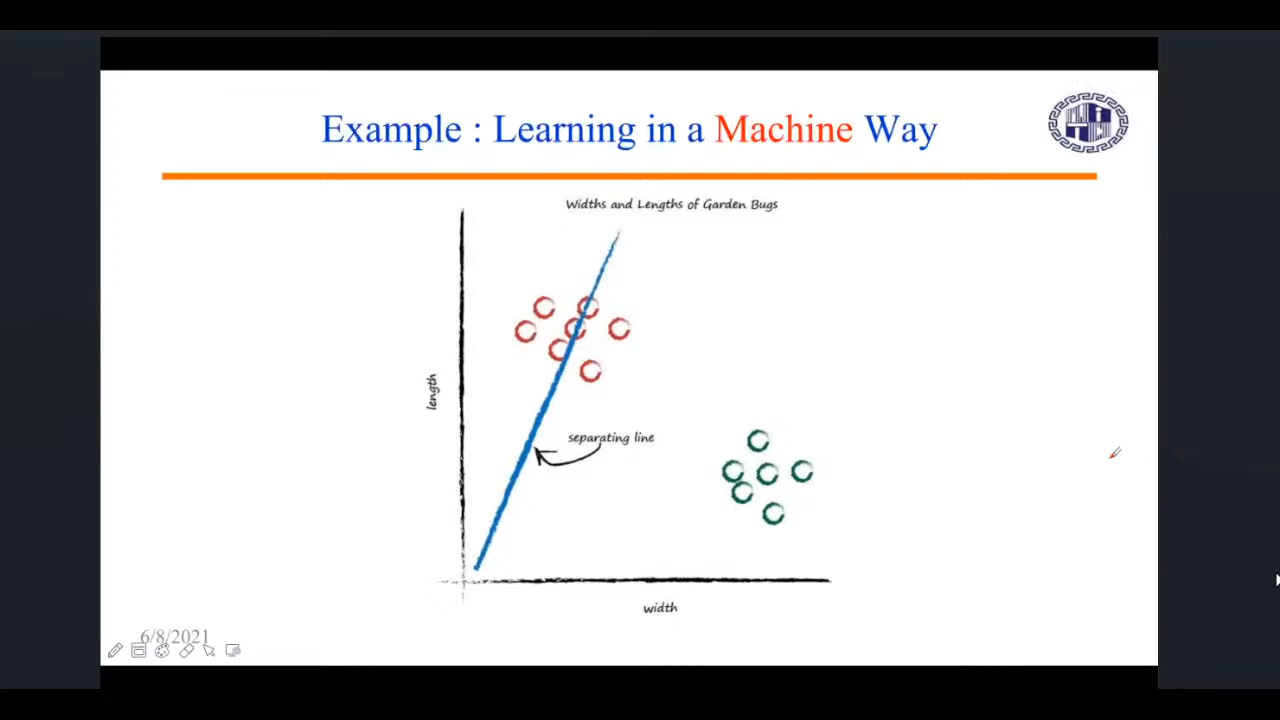 Example : Learning in a Machine Way
Widths and Lengths of Garden Bugs
length
separating line
width
6/8/2021